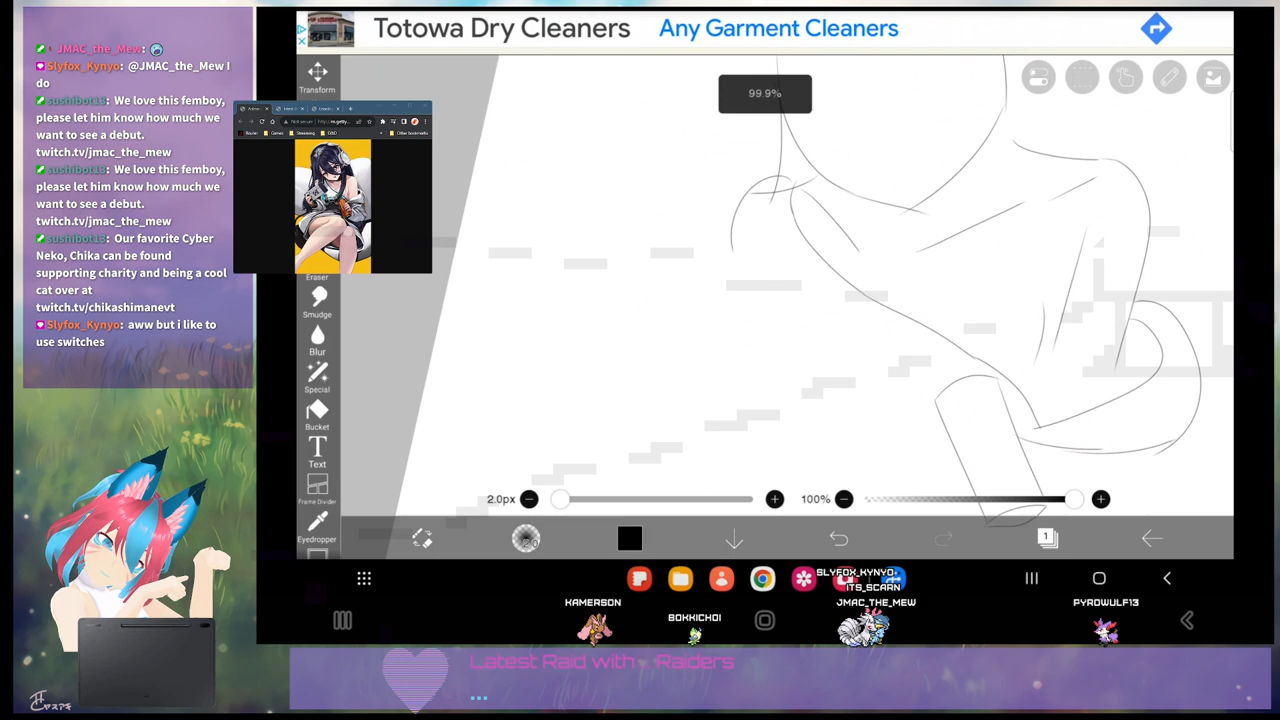 Totowa Dry Cleaners
Any Garment Cleaners
JMAC_the_Mew:
Slyfox_Kynyo: @JMAC_the_Mew I
do
sushibot13: We love this femboy,
please let him know how much we
want to see a debut.
twitch.tv/jmac_the_mew
sushibot13: We love this femboy,
please let him know how much we
want to see a debut.
twitch.tv/jmac_the_mew
sushibot13: Our favorite Cyber
Neko, Chika can be found
supporting charity and being a cool
cat over at
twitch.tv/chikashimanevt
Slyfox_Kynyo: aww but i like to
use switches
Other bookmarks
Transform
99.9%
Eraser
Smudge
Blur
Special
Bucket
Text
Frame Divider
Eyedropper
2.0px
100%
1
SLYFOX_KYNYO
ITS_SCARN
KAMERSON
BOKKICHOI
JMAC_THE_MEW
PYROWULF13
Latest Raid with - Raiders
...